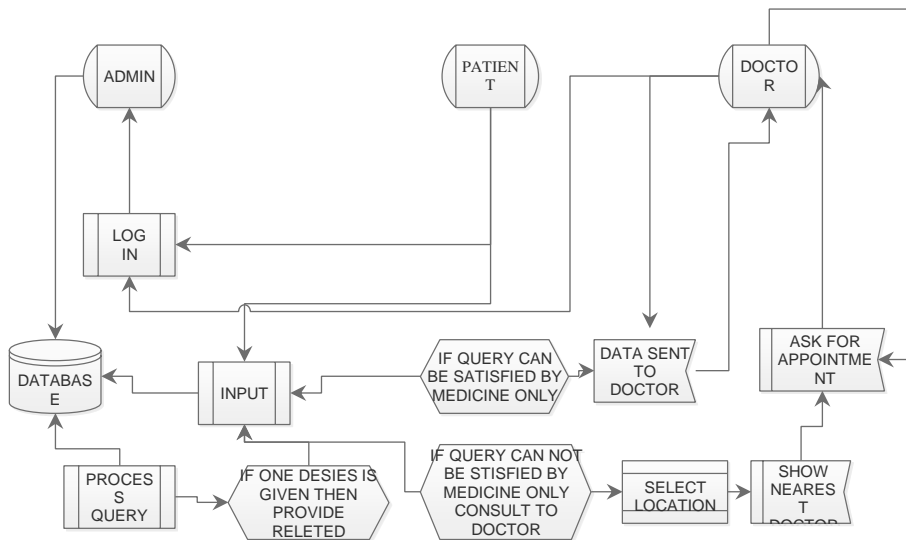 ADMIN
PATIEN
T
DOCTO
R
LOG
IN
DATABAS
E
INPUT
IF QUERY CAN
BE SATISFIED BY
MEDICINE ONLY
DATA SENT
TO
DOCTOR
ASK FOR
APPOINTME
NT
PROCES
S
QUERY
IF ONE DESIES IS
GIVEN THEN
PROVIDE
RELETED
IF QUERY CAN NOT
BE STISFIED BY
MEDICINE ONLY
CONSULT TO
DOCTOR
SELECT
LOCATION
SHOW
NEARES
T
DOCTOR